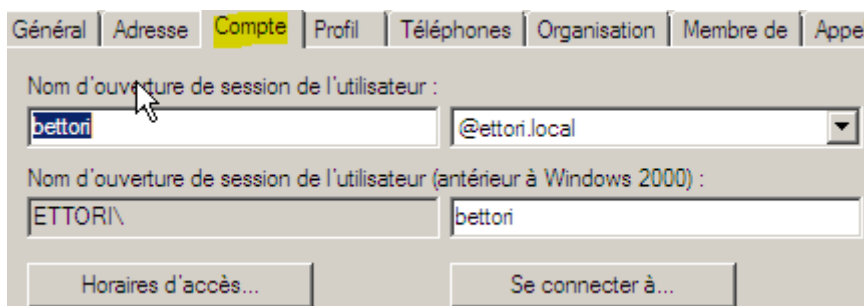 Général Adresse Compte Profil Téléphones Organisation Membre de Appe
Nom d'ouverture de session de l'utilisateur :
bettori @ettori.local
Nom d'ouverture de session de l'utilisateur (antérieur à Windows 2000) :
ETTORI\ bettori
Horaires d'accès... Se connecter à...